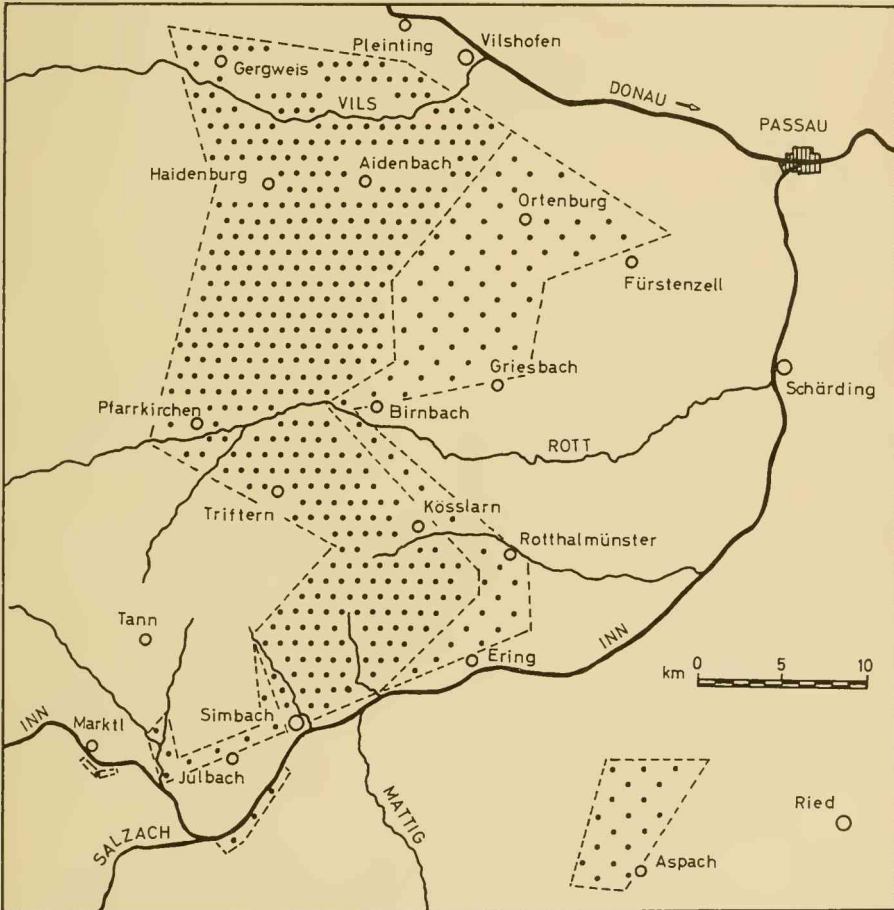 Pleinting
Vilshofen
Gergweis
VILS
DONAU
PASSAU
Haidenburg
Aidenbach
Ortenburg
Fürstenzell
Griesbach
Schärding
Pfarrkirchen
Birnbach
ROTT
Triftern
Kösslarn
Rotthalmünster
Tann
INN
Ering
km 0 5 10
INN
Marktl
Simbach
Julbach
SALZACH
MATTIG
Ried
Aspach